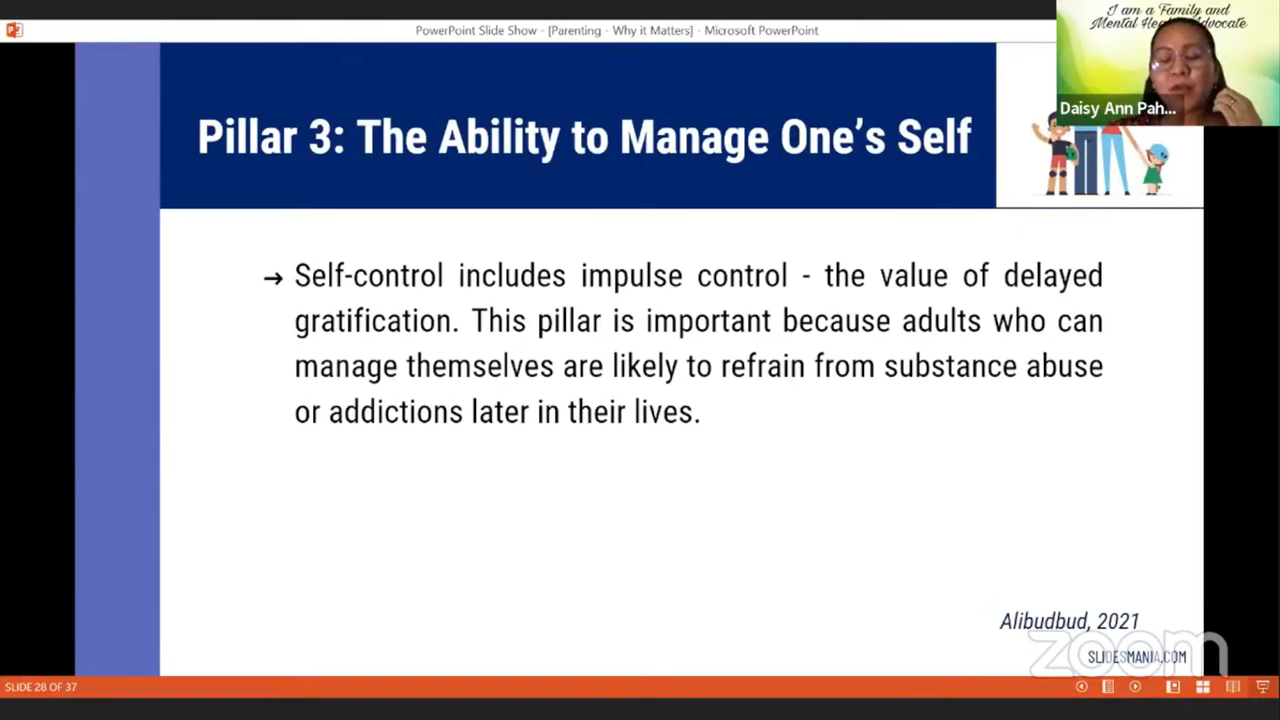 PowerPoint Slide Show - [Parenting - Why it Matters] - Microsoft PowerPoint
I am a Family and
Mental Health Advocate
Daisy Ann Pah...
Pillar 3: The Ability to Manage One's Self
→ Self-control includes impulse control - the value of delayed
gratification. This pillar is important because adults who can
manage themselves are likely to refrain from substance abuse
or addictions later in their lives.
Alibudbud, 2021
zoom
SLIDESMANIA.COM
SLIDE 28 OF 37